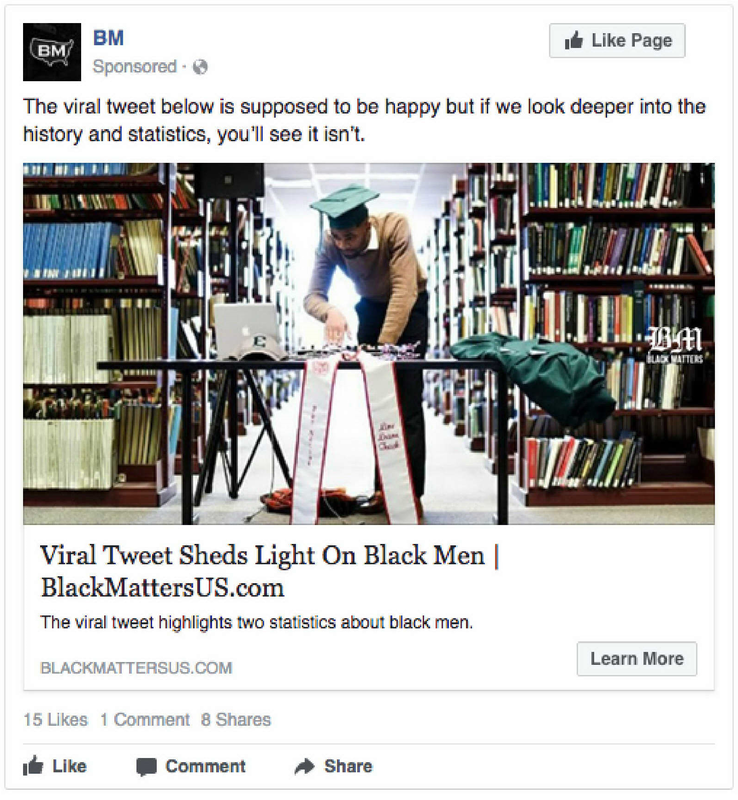 BM
BM
Sponsored ·
Like Page
The viral tweet below is supposed to be happy but if we look deeper into the
history and statistics, you'll see it isn't.
E
BM
BLACK MATTERS
Viral Tweet Sheds Light On Black Men |
BlackMattersUS.com
The viral tweet highlights two statistics about black men.
BLACKMATTERSUS.COM
Learn More
15 Likes 1 Comment 8 Shares
Like Comment Share